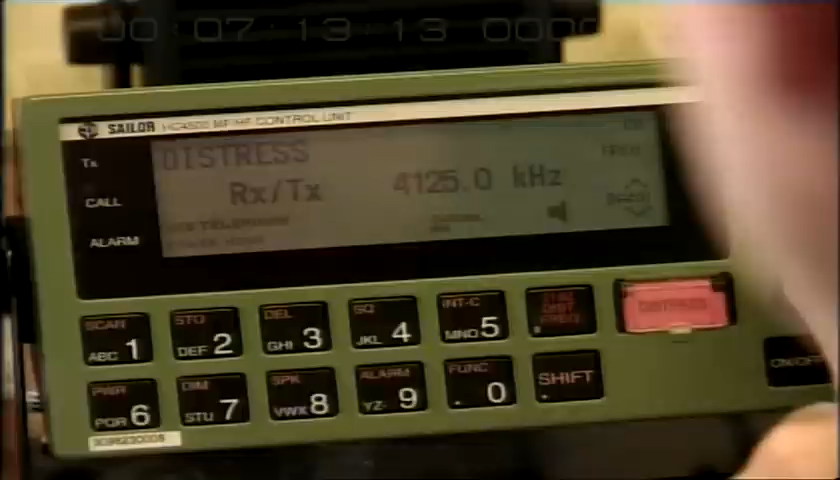 00:07:13:13 0000
SAILOR HC4500 MF/HF CONTROL UNIT
Tx
CALL
ALARM
DISTRESS
Rx/Tx 4125.0 kHz
SCAN
ABC 1
STO
DEF 2
DEL
GHI 3
SQ
JKL 4
INT-C
MNO 5
DISTRESS
PWR
PQR 6
DIM
STU 7
SPK
VWX 8
ALARM
YZ- 9
FUNC
. 0
SHIFT
ON/OFF